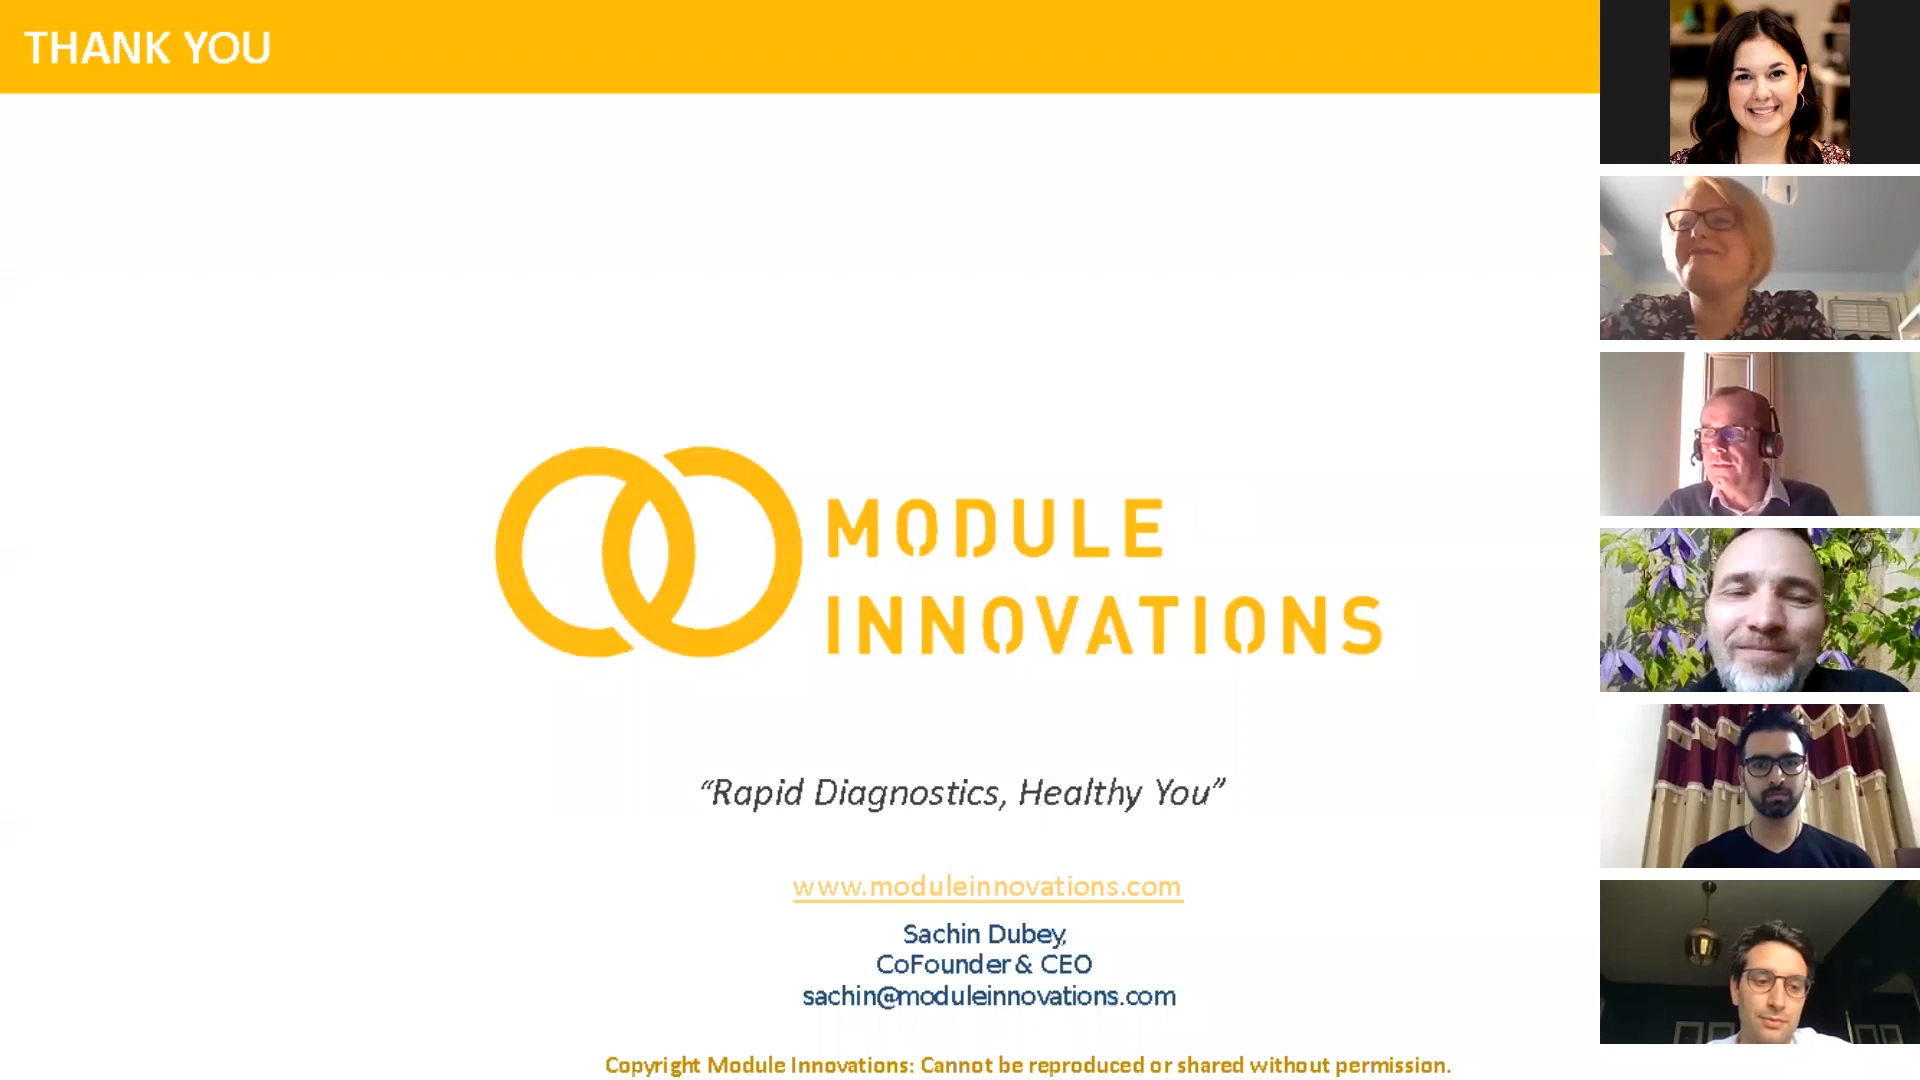 THANK YOU
MODULE
INNOVATIONS
“Rapid Diagnostics, Healthy You”
www.moduleinnovations.com
Sachin Dubey,
CoFounder & CEO
sachin@moduleinnovations.com
Copyright Module Innovations: Cannot be reproduced or shared without permission.